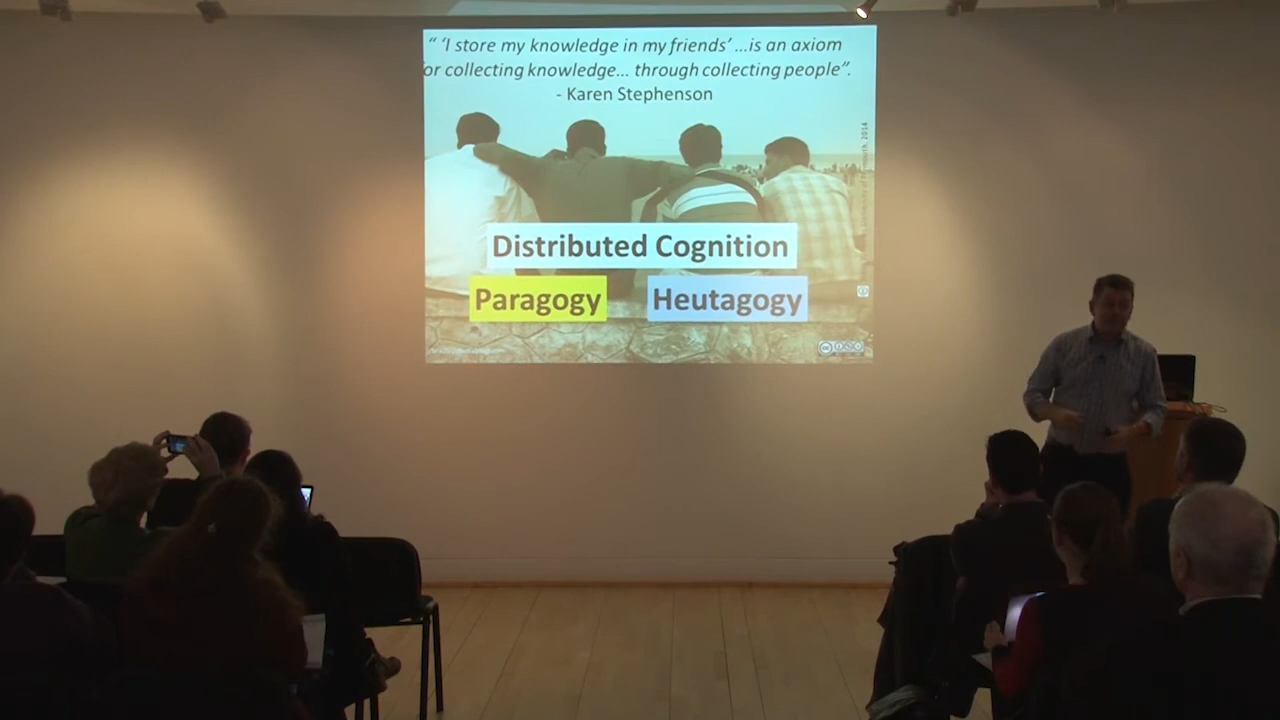 “ ‘I store my knowledge in my friends’ ...is an axiom
or collecting knowledge... through collecting people”.
- Karen Stephenson
Distributed Cognition
Paragogy
Heutagogy